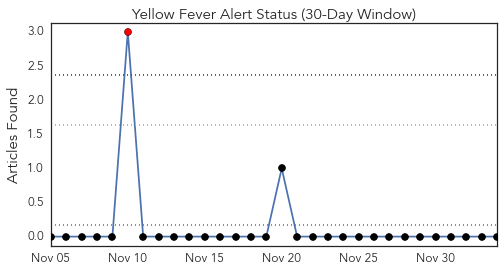 Yellow Fever Alert Status (30-Day Window)
Articles Found
3.0
2.5
2.0
1.5
1.0
0.5
0.0
Nov 05 Nov 10 Nov 15 Nov 20 Nov 25 Nov 30